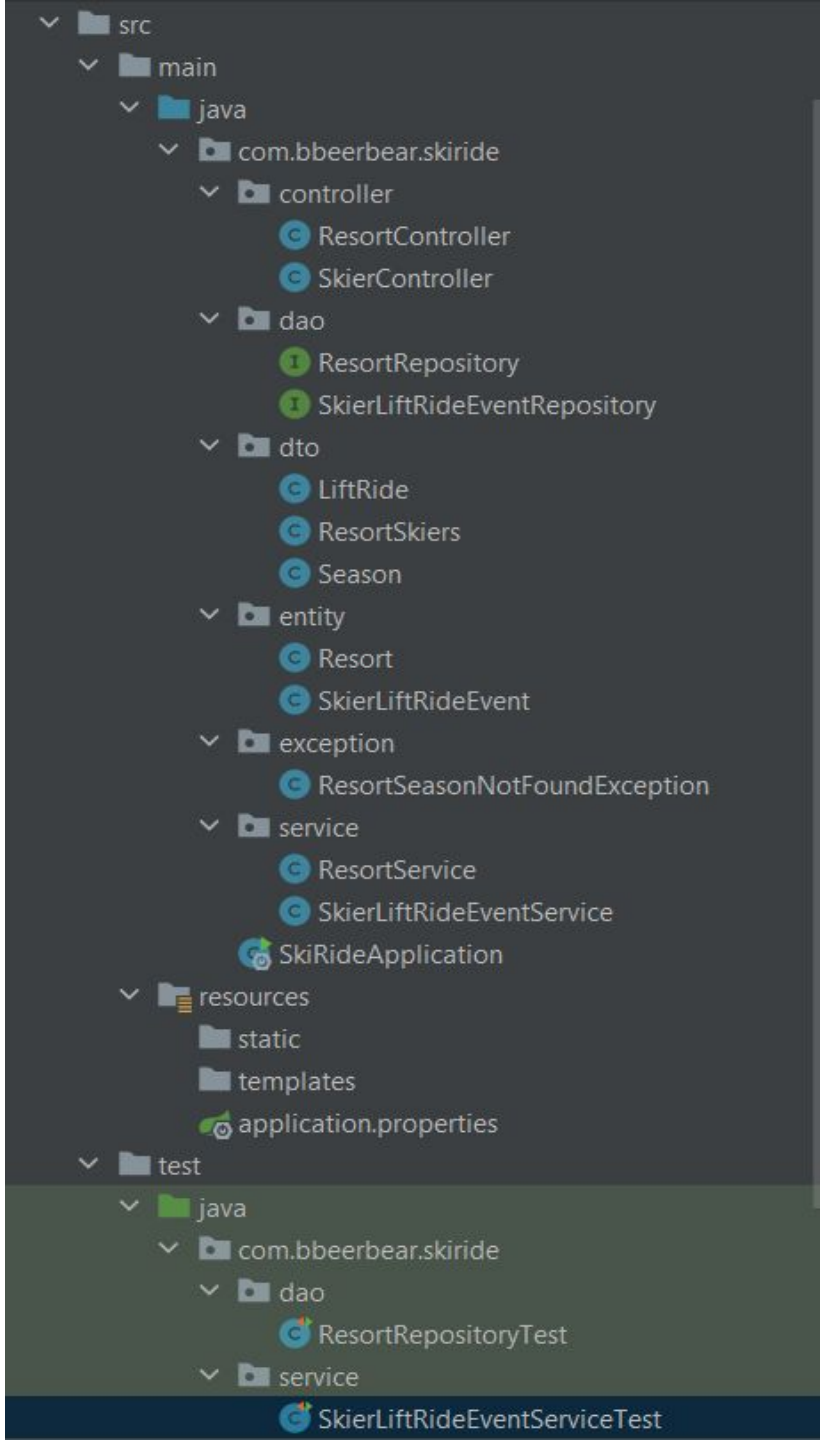 src
main
java
com.bbeerbear.skiride
controller
ResortController
SkierController
dao
ResortRepository
SkierLiftRideEventRepository
dto
LiftRide
ResortSkiers
Season
entity
Resort
SkierLiftRideEvent
exception
ResortSeasonNotFoundException
service
ResortService
SkierLiftRideEventService
SkiRideApplication
resources
static
templates
application.properties
test
java
com.bbeerbear.skiride
dao
ResortRepositoryTest
service
SkierLiftRideEventServiceTest